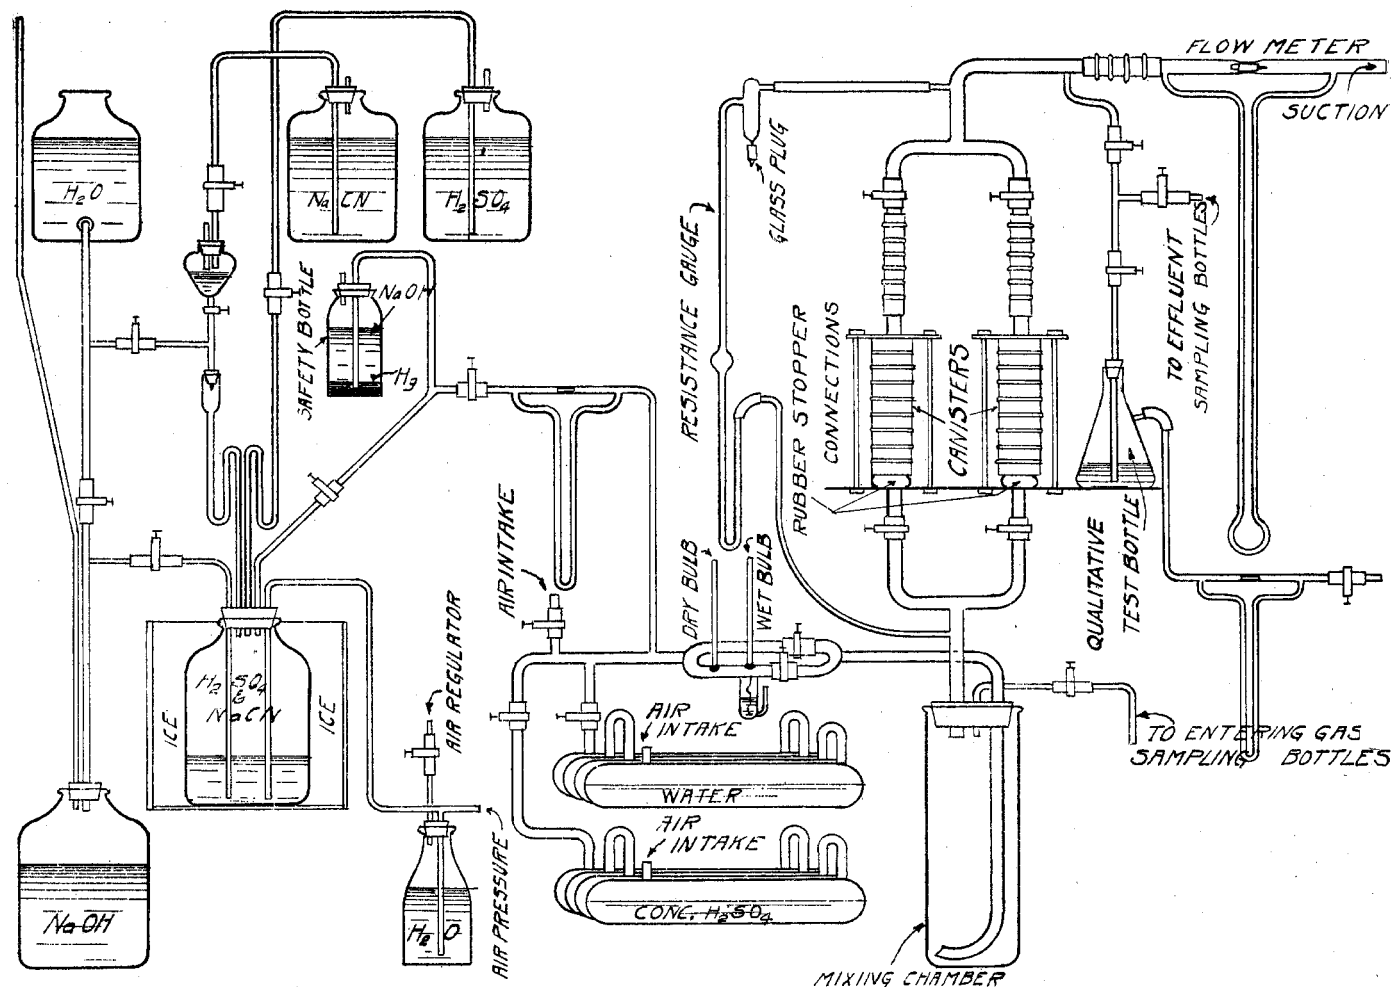 FLOW METER
SUCTION
H2O
NaCN
H2SO4
GLASS PLUG
RESISTANCE GAUGE
SAFETY BOTTLE
NaOH
Hg
TO EFFLUENT
SAMPLING BOTTLES
RUBBER STOPPER
CONNECTIONS
CANISTERS
QUALITATIVE
TEST BOTTLE
AIR INTAKE
DRY BULB
WET BULB
ICE
H2SO4
&
NaCN
ICE
AIR REGULATOR
AIR
INTAKE
WATER
TO ENTERING GAS
SAMPLING BOTTLES
AIR
INTAKE
CONC. H2SO4
NaOH
H2O
AIR PRESSURE
MIXING CHAMBER